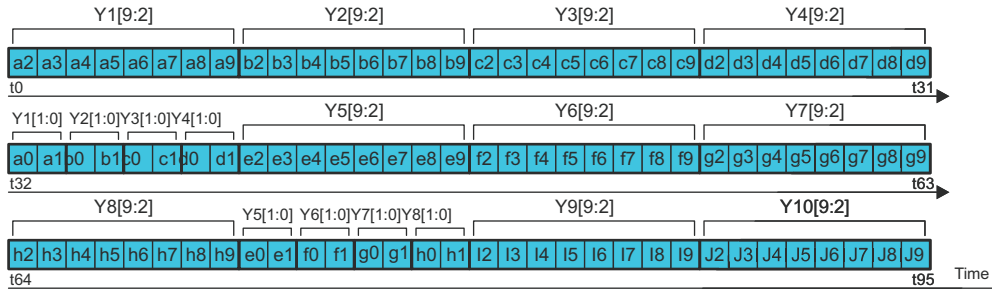 Y1[9:2] Y2[9:2] Y3[9:2] Y4[9:2]
a2 a3 a4 a5 a6 a7 a8 a9 b2 b3 b4 b5 b6 b7 b8 b9 c2 c3 c4 c5 c6 c7 c8 c9 d2 d3 d4 d5 d6 d7 d8 d9
t0 t31
Y1[1:0] Y2[1:0] Y3[1:0] Y4[1:0] Y5[9:2] Y6[9:2] Y7[9:2]
a0 a1 b0 b1 c0 c1 d0 d1 e2 e3 e4 e5 e6 e7 e8 e9 f2 f3 f4 f5 f6 f7 f8 f9 g2 g3 g4 g5 g6 g7 g8 g9
t32 t63
Y8[9:2] Y5[1:0] Y6[1:0] Y7[1:0] Y8[1:0] Y9[9:2] Y10[9:2]
h2 h3 h4 h5 h6 h7 h8 h9 e0 e1 f0 f1 g0 g1 h0 h1 I2 I3 I4 I5 I6 I7 I8 I9 J2 J3 J4 J5 J6 J7 J8 J9
t64 t95 Time